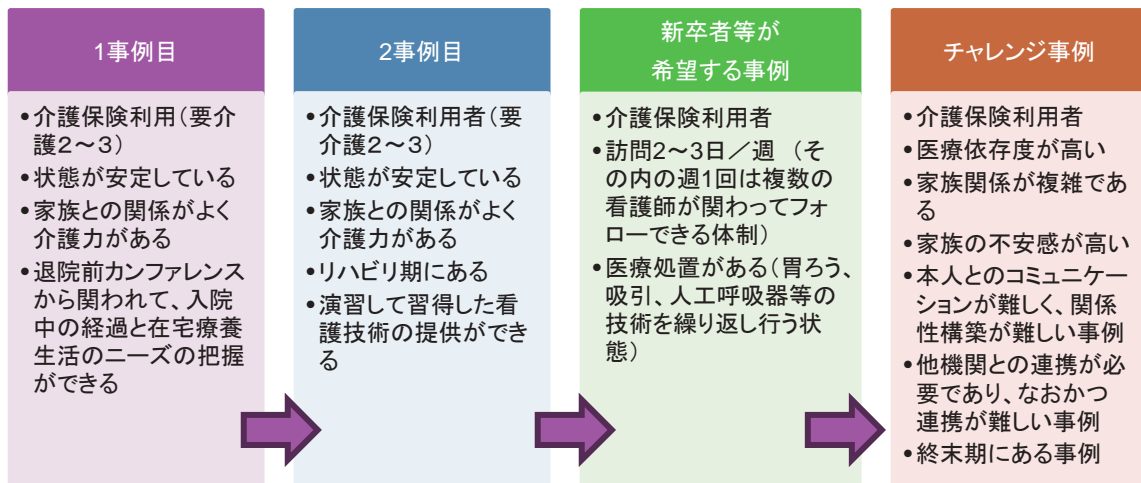 1事例目
•介護保険利用（要介
護2～3）
•状態が安定している
•家族との関係がよく
介護力がある
•退院前カンファレンス
から関われて、入院
中の経過と在宅療養
生活のニーズの把握
ができる
2事例目
•介護保険利用者（要
介護2～3）
•状態が安定している
•家族との関係がよく
介護力がある
•リハビリ期にある
•演習して習得した看
護技術の提供ができ
る
新卒者等が
希望する事例
•介護保険利用者
•訪問2～3日／週 （そ
の内の週1回は複数の
看護師が関わってフォ
ローできる体制）
•医療処置がある（胃ろう、
吸引、人工呼吸器等の
技術を繰り返し行う状
態）
チャレンジ事例
•介護保険利用者
•医療依存度が高い
•家族関係が複雑であ
る
•家族の不安感が高い
•本人とのコミュニケー
ションが難しく、関係
性構築が難しい事例
•他機関との連携が必
要であり、なおかつ
連携が難しい事例
•終末期にある事例